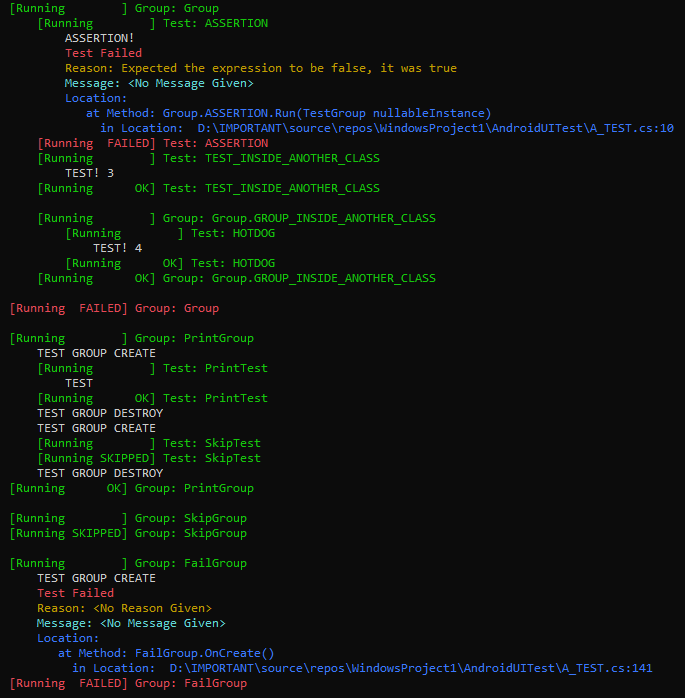 [Running        ] Group: Group
    [Running        ] Test: ASSERTION
        ASSERTION!
        Test Failed
        Reason: Expected the expression to be false, it was true
        Message: <No Message Given>
        Location:
           at Method: Group.ASSERTION.Run(TestGroup nullableInstance)
             in Location:  D:\IMPORTANT\source\repos\WindowsProject1\AndroidUITest\A_TEST.cs:10
    [Running  FAILED] Test: ASSERTION
    [Running        ] Test: TEST_INSIDE_ANOTHER_CLASS
        TEST! 3
    [Running      OK] Test: TEST_INSIDE_ANOTHER_CLASS

    [Running        ] Group: Group.GROUP_INSIDE_ANOTHER_CLASS
        [Running        ] Test: HOTDOG
            TEST! 4
        [Running      OK] Test: HOTDOG
    [Running      OK] Group: Group.GROUP_INSIDE_ANOTHER_CLASS

[Running  FAILED] Group: Group

[Running        ] Group: PrintGroup
    TEST GROUP CREATE
    [Running        ] Test: PrintTest
        TEST
    [Running      OK] Test: PrintTest
    TEST GROUP DESTROY
    TEST GROUP CREATE
    [Running        ] Test: SkipTest
    [Running SKIPPED] Test: SkipTest
    TEST GROUP DESTROY
[Running      OK] Group: PrintGroup

[Running        ] Group: SkipGroup
[Running SKIPPED] Group: SkipGroup

[Running        ] Group: FailGroup
    TEST GROUP CREATE
    Test Failed
    Reason: <No Reason Given>
    Message: <No Message Given>
    Location:
       at Method: FailGroup.OnCreate()
         in Location:  D:\IMPORTANT\source\repos\WindowsProject1\AndroidUITest\A_TEST.cs:141
[Running  FAILED] Group: FailGroup